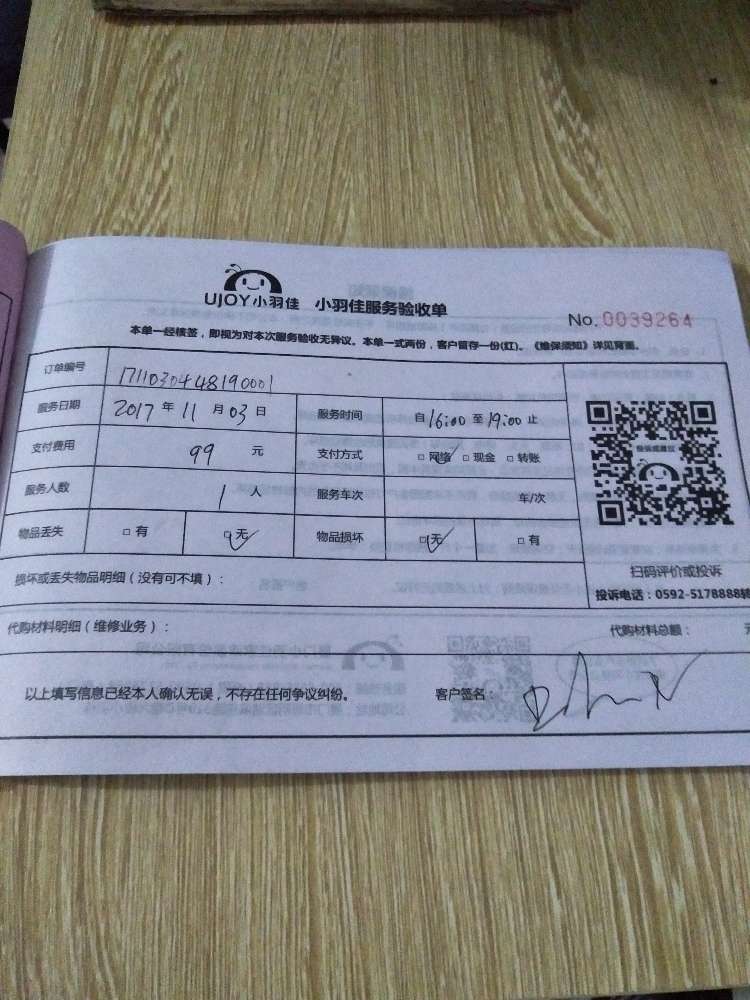 UJOY小羽佳 小羽佳服务验收单
No.0039264
本单一经核签，即视为对本次服务验收无异议。本单一式两份，客户留存一份(红)。《维保须知》详见背面。
订单编号 1711030448190001
服务日期 2017 年 11 月 03 日 服务时间 自 16:00 至 19:00 止
支付费用 99 元 支付方式 □ 网络 □ 现金 □ 转账
服务人数 1 人 服务车次 车/次
物品丢失 □ 有 □ 无 物品损坏 □ 无 □ 有
扫码评价或投诉
损坏或丢失物品明细（没有可不填）：
投诉电话：0592-5178888转
代购材料明细（维修业务）： 代购材料总额：
以上填写信息已经本人确认无误，不存在任何争议纠纷。 客户签名：